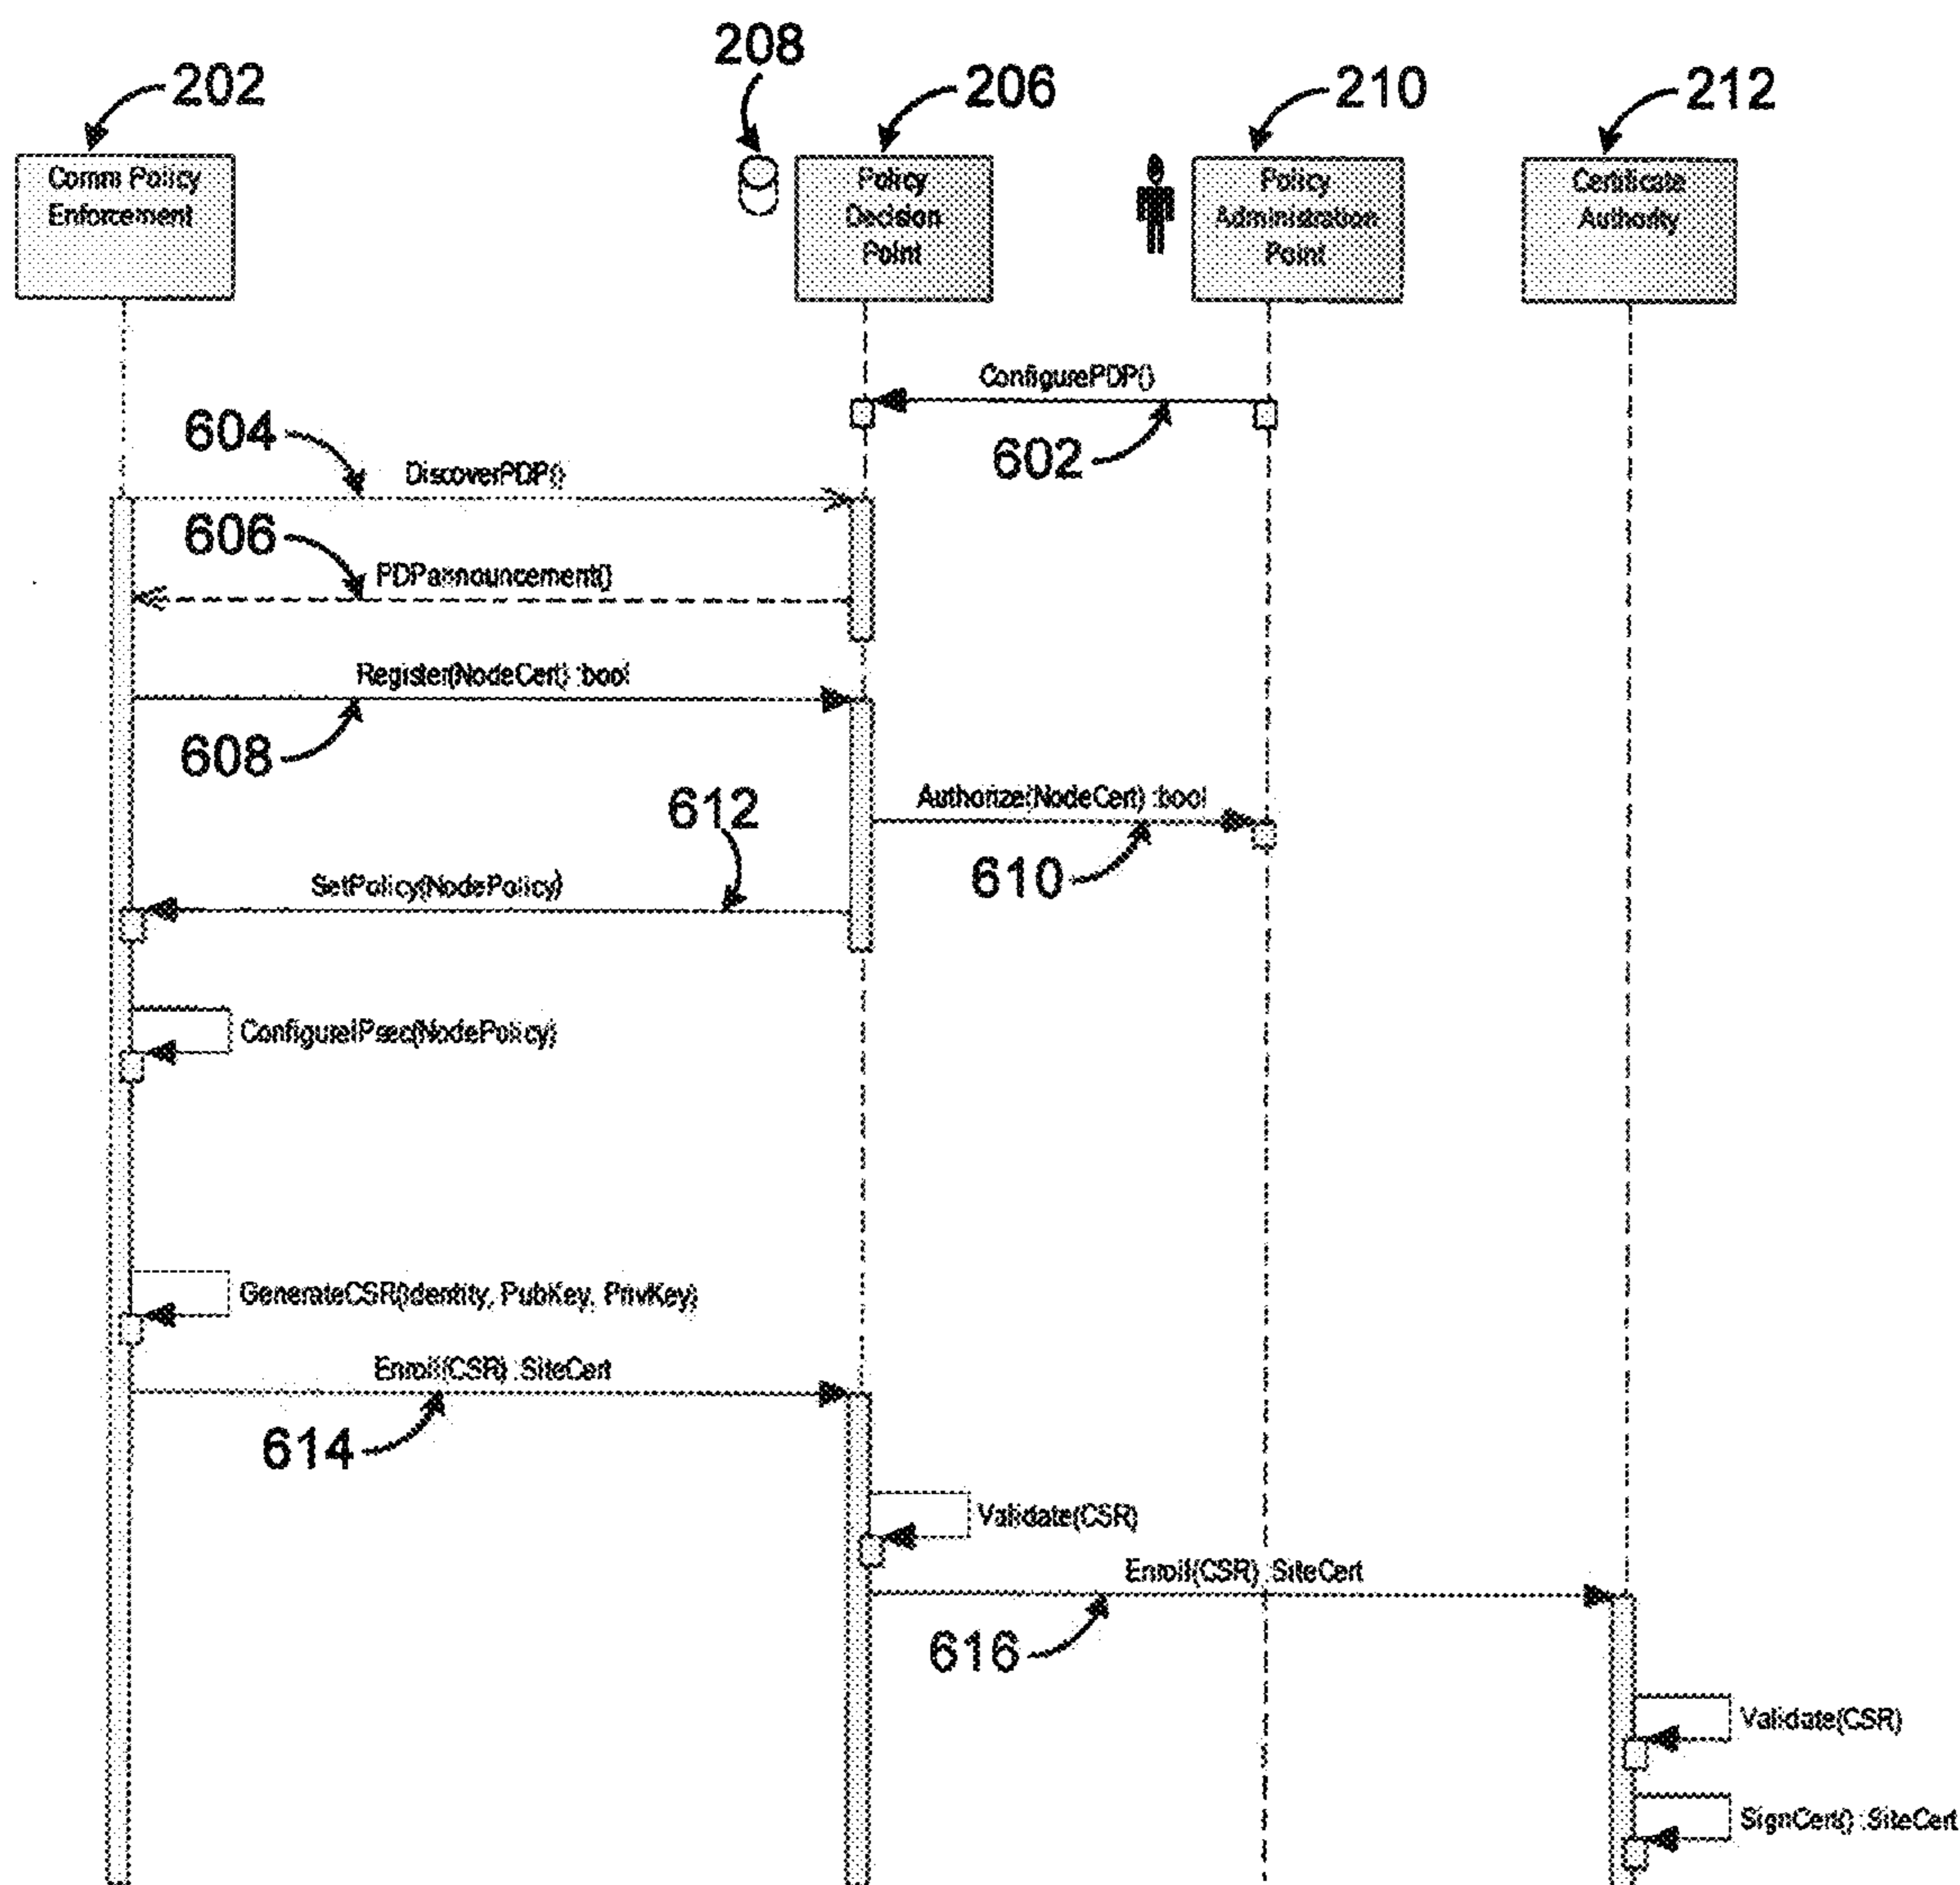 208
202
206
210
212
Comm Policy
Enforcement
Policy
Decision
Point
Policy
Administration
Point
Certificate
Authority
ConfigurePDP()
602
604
DiscoverPDP()
606
PDPannouncement()
Register(NodeCert) :bool
608
612
Authorize(NodeCert) :bool
610
SetPolicy(NodePolicy)
ConfigureIPsec(NodePolicy)
GenerateCSR(Identity, PubKey, PrivKey)
Enroll(CSR) :SiteCert
614
Validate(CSR)
Enroll(CSR) :SiteCert
616
Validate(CSR)
SignCert() :SiteCert